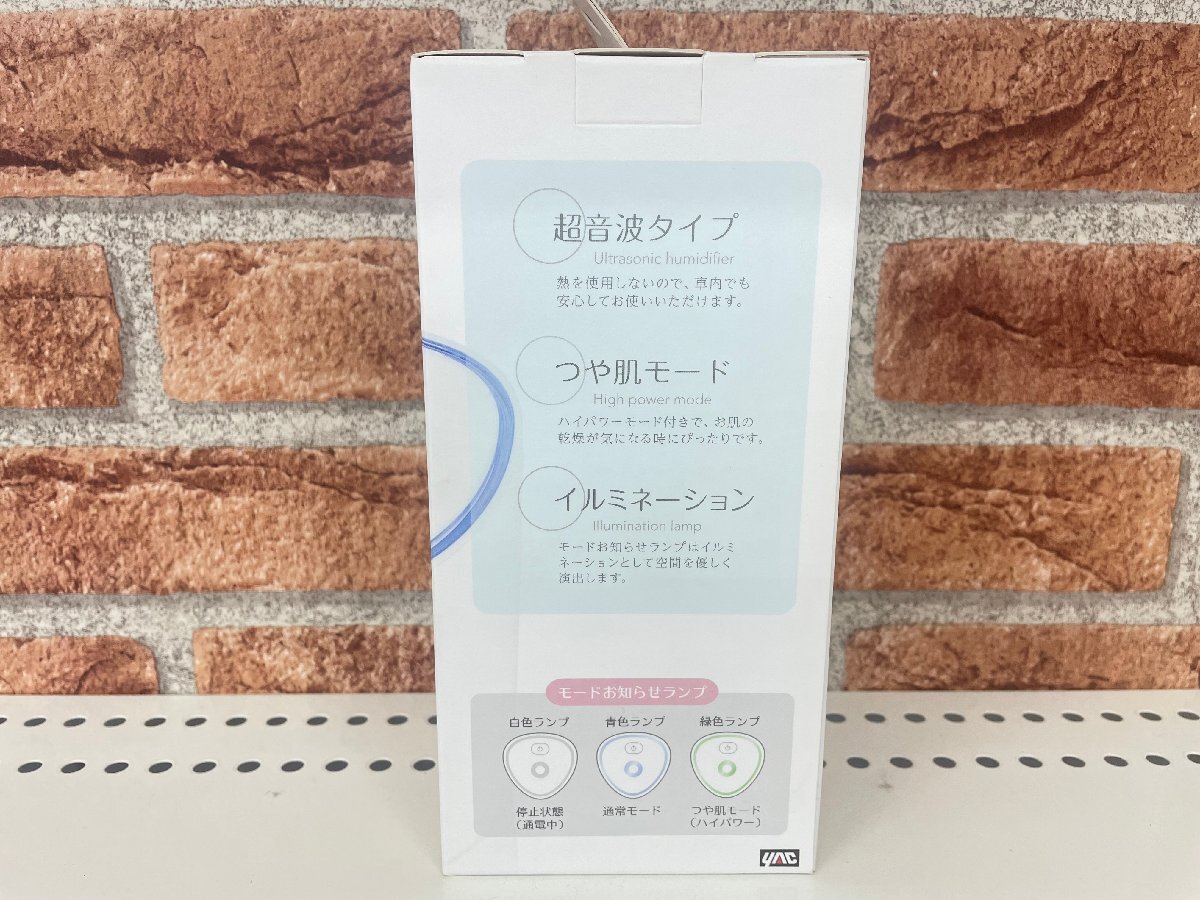 超音波タイプ
Ultrasonic humidifier
熱を使用しないので、車内でも
安心してお使いいただけます。
つや肌モード
High power mode
ハイパワーモード付きで、お肌の
乾燥が気になる時にぴったりです。
イルミネーション
Illumination lamp
モードお知らせランプはイルミ
ネーションとして空間を優しく
演出します。
モードお知らせランプ
白色ランプ 青色ランプ 緑色ランプ
停止状態 通常モード つや肌モード
（通電中） （ハイパワー）
YAC